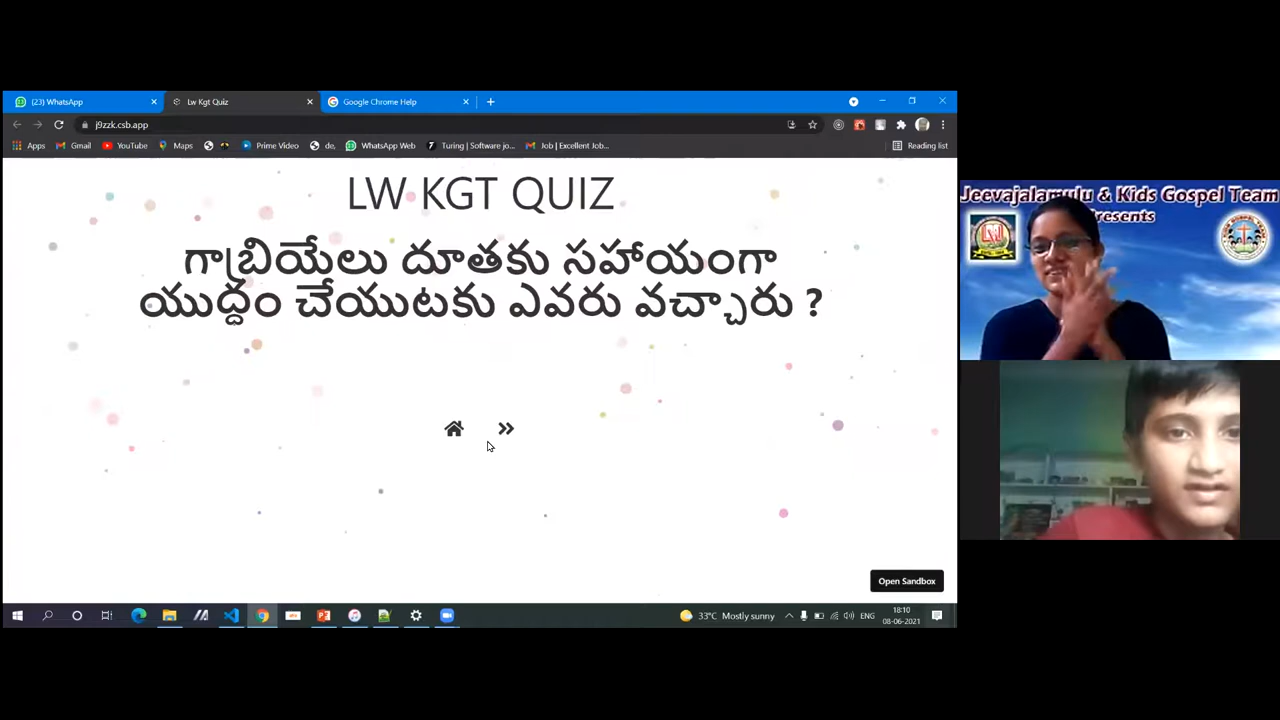 (23) WhatsApp
Lw Kgt Quiz
Google Chrome Help
j9zzk.csb.app
Apps
Gmail
YouTube
Maps
Prime Video
de,
WhatsApp Web
Turing | Software jo...
Job | Excellent Job...
Reading list
LW KGT QUIZ
గాబ్రియేలు దూతకు సహాయంగా
యుద్ధం చేయుటకు ఎవరు వచ్చారు ?
Open Sandbox
Jeevajalamulu & Kids Gospel Team
Presents
33°C Mostly sunny
ENG
18:10
08-06-2021